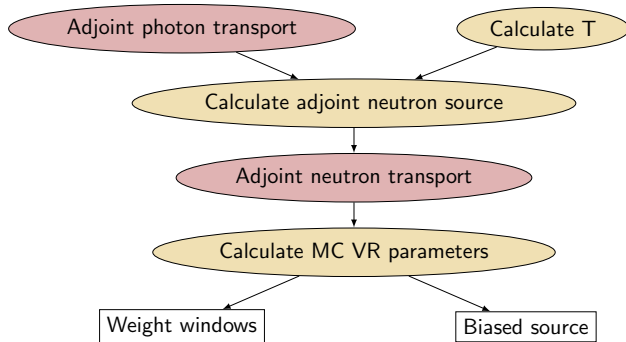 Adjoint photon transport
Calculate T
Calculate adjoint neutron source
Adjoint neutron transport
Calculate MC VR parameters
Weight windows
Biased source